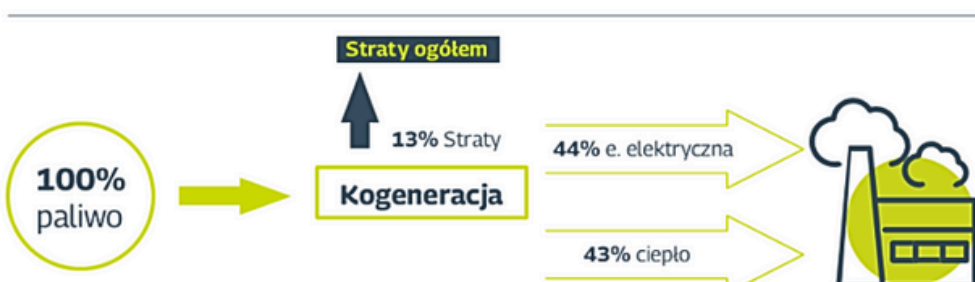 Straty ogółem
13% Straty
44% e. elektryczna
100%
paliwo
Kogeneracja
43% ciepło